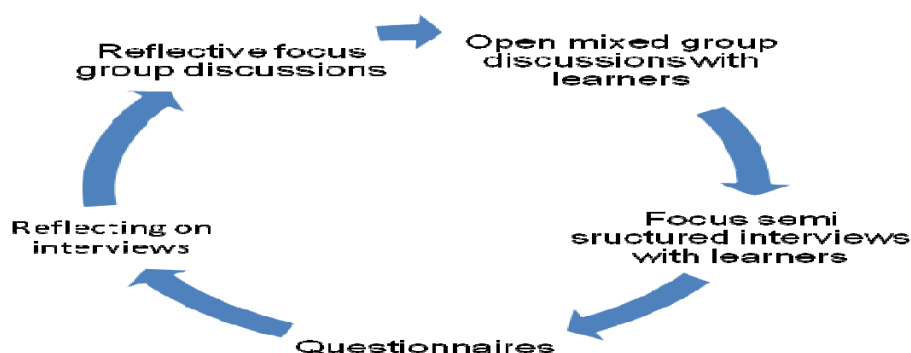 Reflective focus
group discussions
Open mixed group
discussions with
learners
Focus semi
sructured interviews
with learners
Questionnaires
Reflecting on
interviews